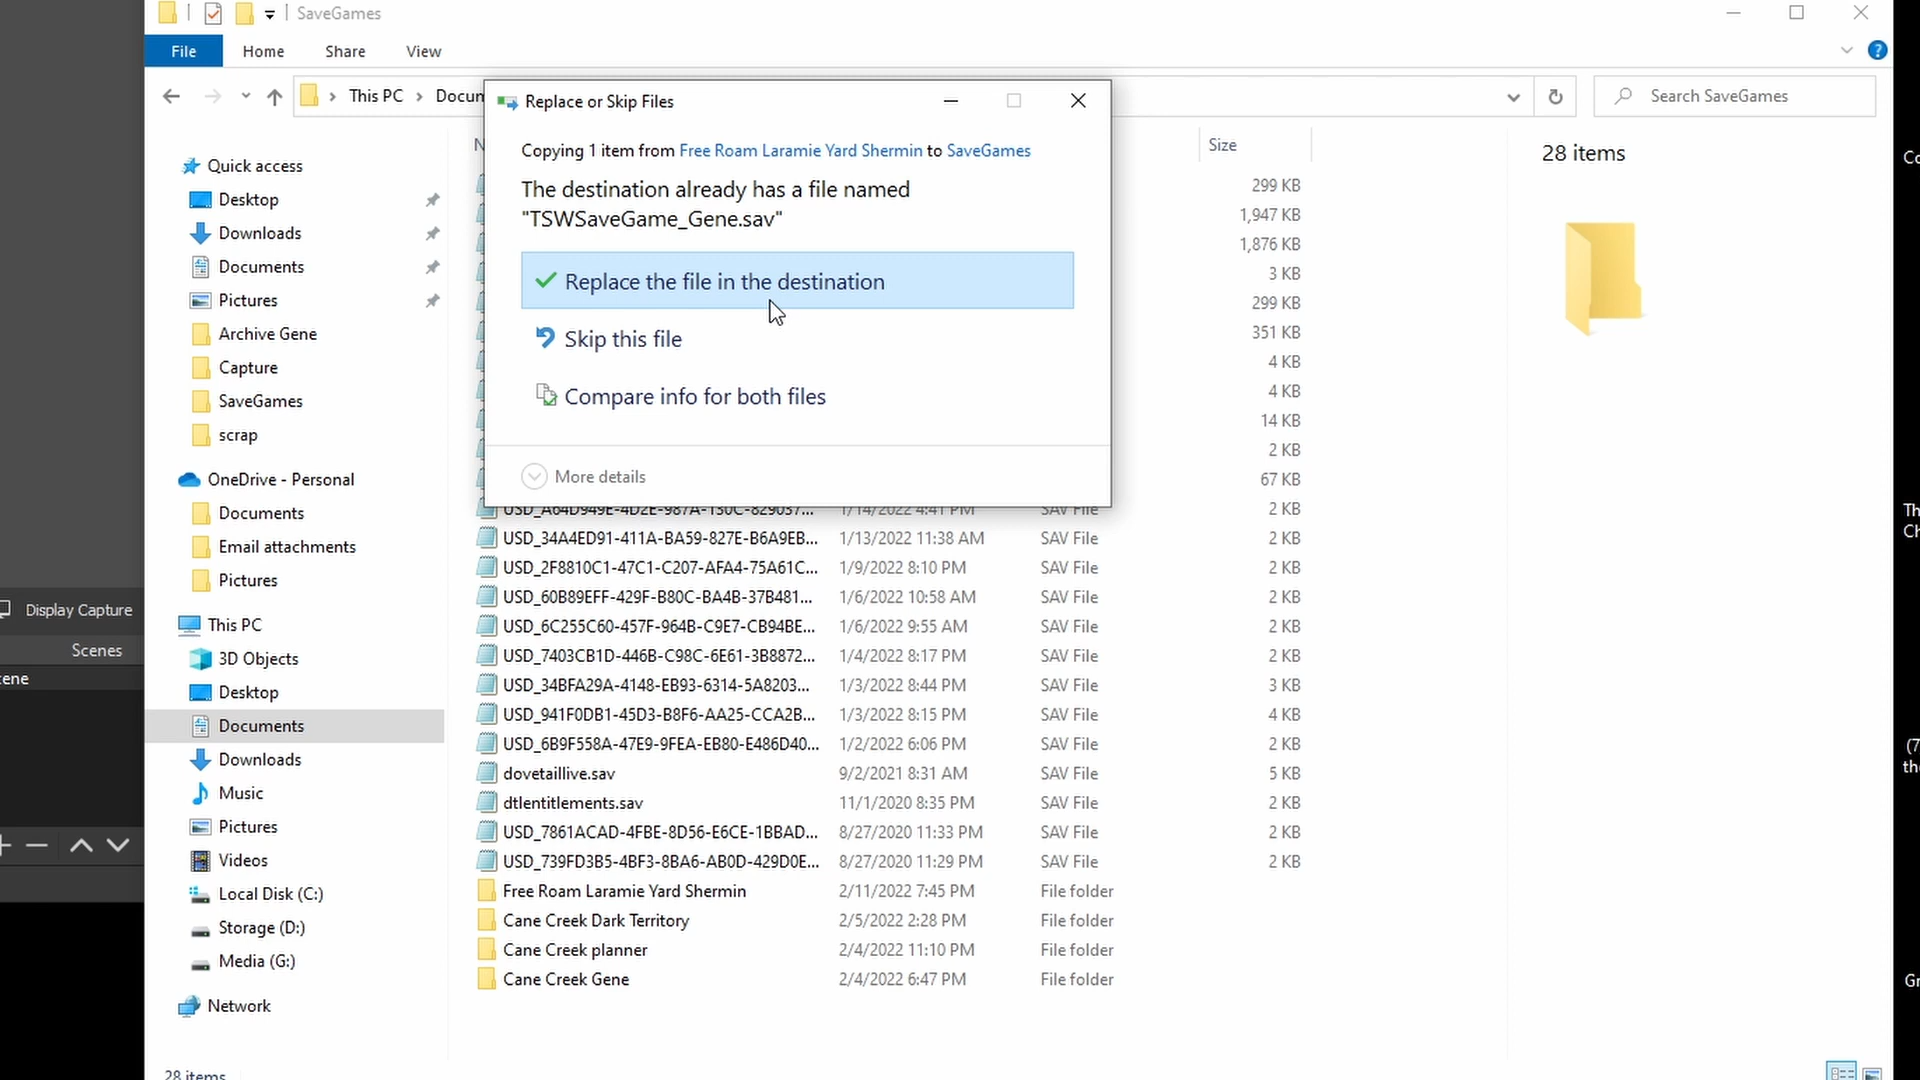 SaveGames
File
Home
Share
View
This PC
Search SaveGames
Replace or Skip Files
Copying 1 item from Free Roam Laramie Yard Shermin to SaveGames
The destination already has a file named
"TSWSaveGame_Gene.sav"
Replace the file in the destination
Skip this file
Compare info for both files
More details
Size
28 items
299 KB
1,947 KB
1,876 KB
3 KB
299 KB
351 KB
4 KB
4 KB
14 KB
2 KB
67 KB
Quick access
Desktop
Downloads
Documents
Pictures
Archive Gene
Capture
SaveGames
scrap
OneDrive - Personal
Documents
Email attachments
Pictures
This PC
3D Objects
Desktop
Documents
Downloads
Music
Pictures
Videos
Local Disk (C:)
Storage (D:)
Media (G:)
Network
USD_A64D949E-4D2E-987A-130C-829037... 1/14/2022 4:41 PM SAV File 2 KB
USD_34A4ED91-411A-BA59-827E-B6A9EB... 1/13/2022 11:38 AM SAV File 2 KB
USD_2F8810C1-47C1-C207-AFA4-75A61C... 1/9/2022 8:10 PM SAV File 2 KB
USD_60B89EFF-429F-B80C-BA4B-37B481... 1/6/2022 10:58 AM SAV File 2 KB
USD_6C255C60-457F-964B-C9E7-CB94BE... 1/6/2022 9:55 AM SAV File 2 KB
USD_7403CB1D-446B-C98C-6E61-3B8872... 1/4/2022 8:17 PM SAV File 2 KB
USD_34BFA29A-4148-EB93-6314-5A8203... 1/3/2022 8:44 PM SAV File 3 KB
USD_941F0DB1-45D3-B8F6-AA25-CCA2B... 1/3/2022 8:15 PM SAV File 4 KB
USD_6B9F558A-47E9-9FEA-EB80-E486D40... 1/2/2022 6:06 PM SAV File 2 KB
dovetaillive.sav 9/2/2021 8:31 AM SAV File 5 KB
dtlentitlements.sav 11/1/2020 8:35 PM SAV File 2 KB
USD_7861ACAD-4FBE-8D56-E6CE-1BBAD... 8/27/2020 11:33 PM SAV File 2 KB
USD_739FD3B5-4BF3-8BA6-AB0D-429D0E... 8/27/2020 11:29 PM SAV File 2 KB
Free Roam Laramie Yard Shermin 2/11/2022 7:45 PM File folder
Cane Creek Dark Territory 2/5/2022 2:28 PM File folder
Cane Creek planner 2/4/2022 11:10 PM File folder
Cane Creek Gene 2/4/2022 6:47 PM File folder
28 items
Display Capture
Scenes